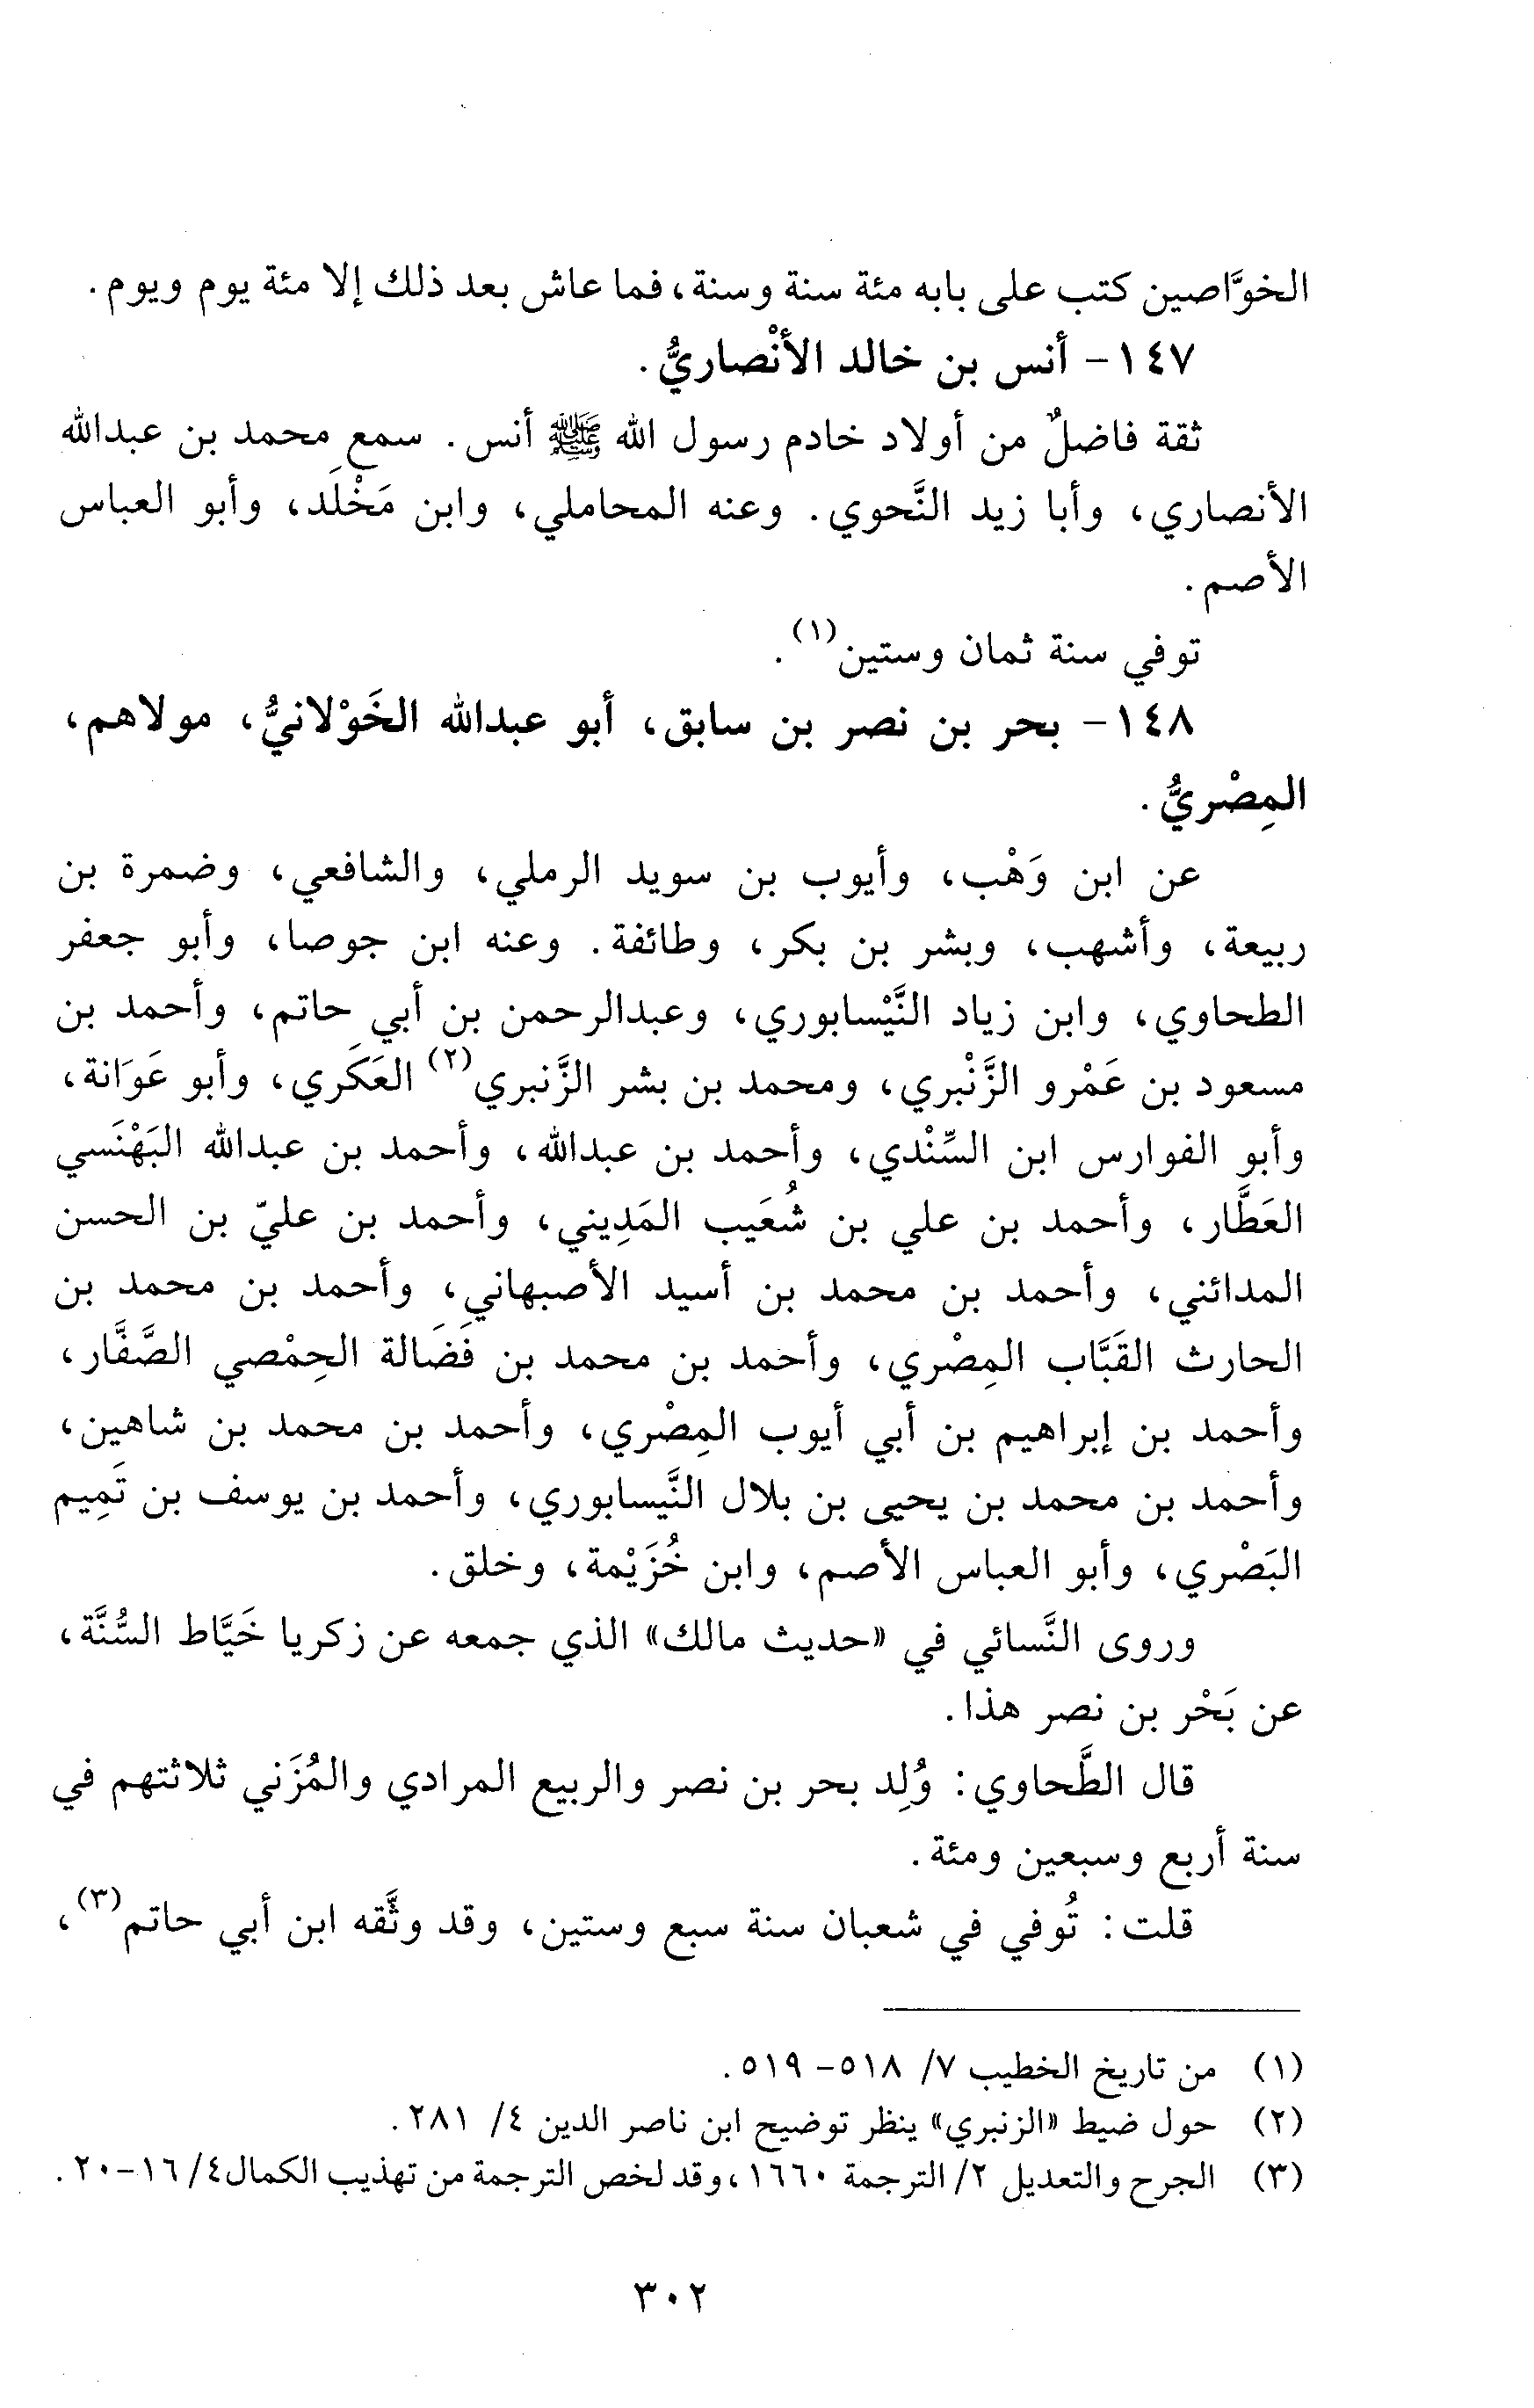 الخوَّاصين كتب على بابه مئة سنة وسنة، فما عاش بعد ذلك إلا مئة يوم ويوم.
١٤٧- أنس بن خالد الأنْصاريُّ.
ثقة فاضلٌ من أولاد خادم رسول الله ﷺ أنس. سمع محمد بن عبدالله
الأنصاري، وأبا زيد النَّحوي. وعنه المحاملي، وابن مَخْلَد، وأبو العباس
الأصم.
توفي سنة ثمان وستين(١).
١٤٨- بحر بن نصر بن سابق، أبو عبدالله الخَوْلانيُّ، مولاهم،
المِصْريُّ.
عن ابن وَهْب، وأيوب بن سويد الرملي، والشافعي، وضمرة بن
ربيعة، وأشهب، وبشر بن بكر، وطائفة. وعنه ابن جوصا، وأبو جعفر
الطحاوي، وابن زياد النَّيْسابوري، وعبدالرحمن بن أبي حاتم، وأحمد بن
مسعود بن عَمْرو الزَّنْبري، ومحمد بن بشر الزَّنبري(٢) العَكَري، وأبو عَوَانة،
وأبو الفوارس ابن السِّنْدي، وأحمد بن عبدالله، وأحمد بن عبدالله البَهْنَسي
العَطَّار، وأحمد بن علي بن شُعَيب المَدِيني، وأحمد بن عليّ بن الحسن
المدائني، وأحمد بن محمد بن أسيد الأصبهاني، وأحمد بن محمد بن
الحارث القَبَّاب المِصْري، وأحمد بن محمد بن فَضَالة الحِمْصي الصَّفَّار،
وأحمد بن إبراهيم بن أبي أيوب المِصْري، وأحمد بن محمد بن شاهين،
وأحمد بن محمد بن يحيى بن بلال النَّيسابوري، وأحمد بن يوسف بن تَمِيم
البَصْري، وأبو العباس الأصم، وابن خُزَيْمة، وخلق.
وروى النَّسائي في «حديث مالك» الذي جمعه عن زكريا خَيَّاط السُّنَّة،
عن بَحْر بن نصر هذا.
قال الطَّحاوي: وُلِد بحر بن نصر والربيع المرادي والمُزَني ثلاثتهم في
سنة أربع وسبعين ومئة.
قلت: تُوفي في شعبان سنة سبع وستين، وقد وثَّقه ابن أبي حاتم(٣)،
(١) من تاريخ الخطيب ٧/ ٥١٨- ٥١٩.
(٢) حول ضبط «الزنبري» ينظر توضيح ابن ناصر الدين ٤/ ٢٨١.
(٣) الجرح والتعديل ٢/ الترجمة ١٦٦٠، وقد لخص الترجمة من تهذيب الكمال ٤/ ١٦-٢٠.
٣٠٢